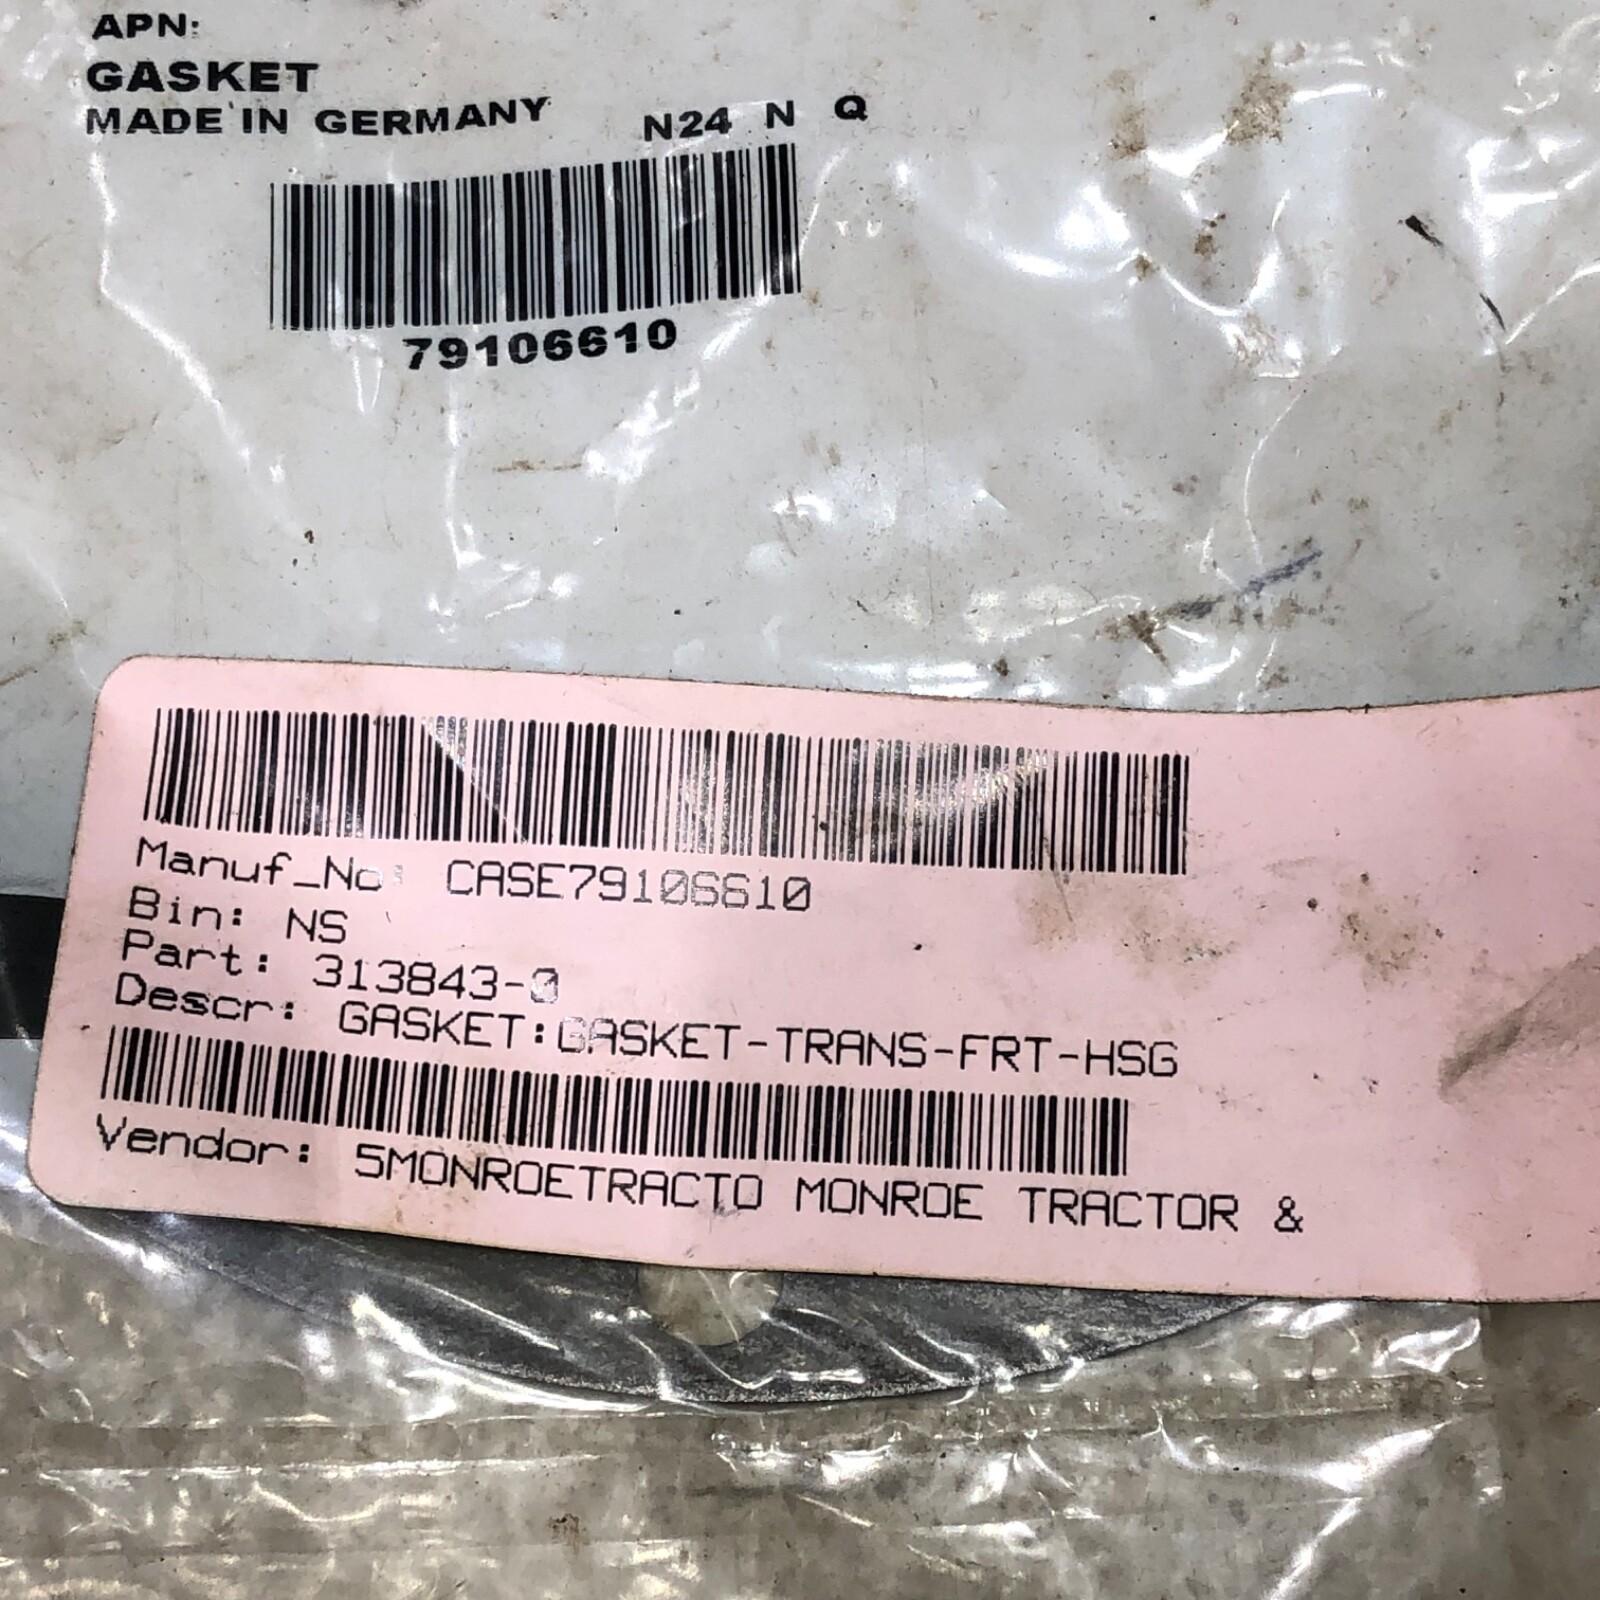 APN:
GASKET
MADE IN GERMANY
N24 N Q
79106610
Manuf_No: CASE79106610
Bin: NS
Part: 313843-0
Descr: GASKET:GASKET-TRANS-FRT-HSG
Vendor: 5MONROETRACTO MONROE TRACTOR &